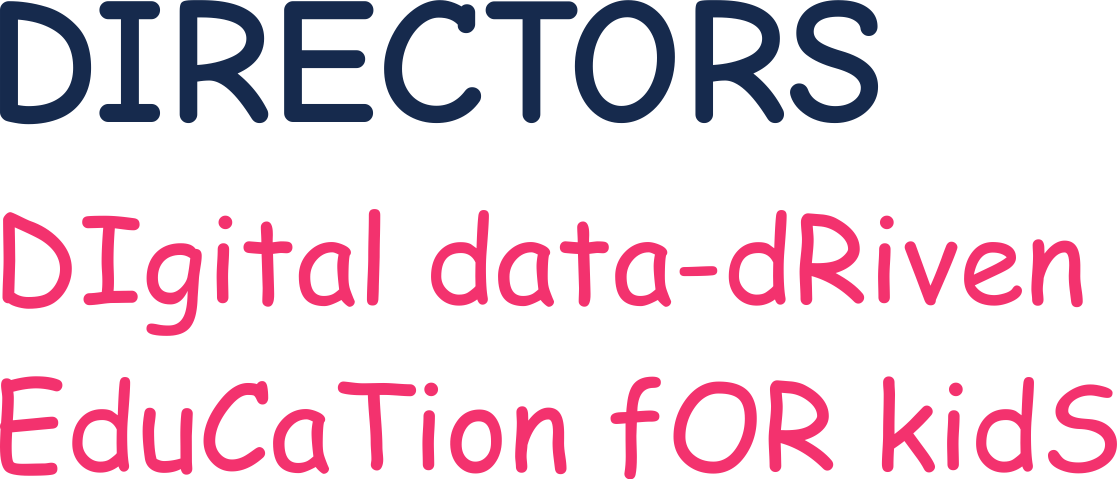 DIRECTORS
DIgital data-dRiven
EduCaTion fOR kidS